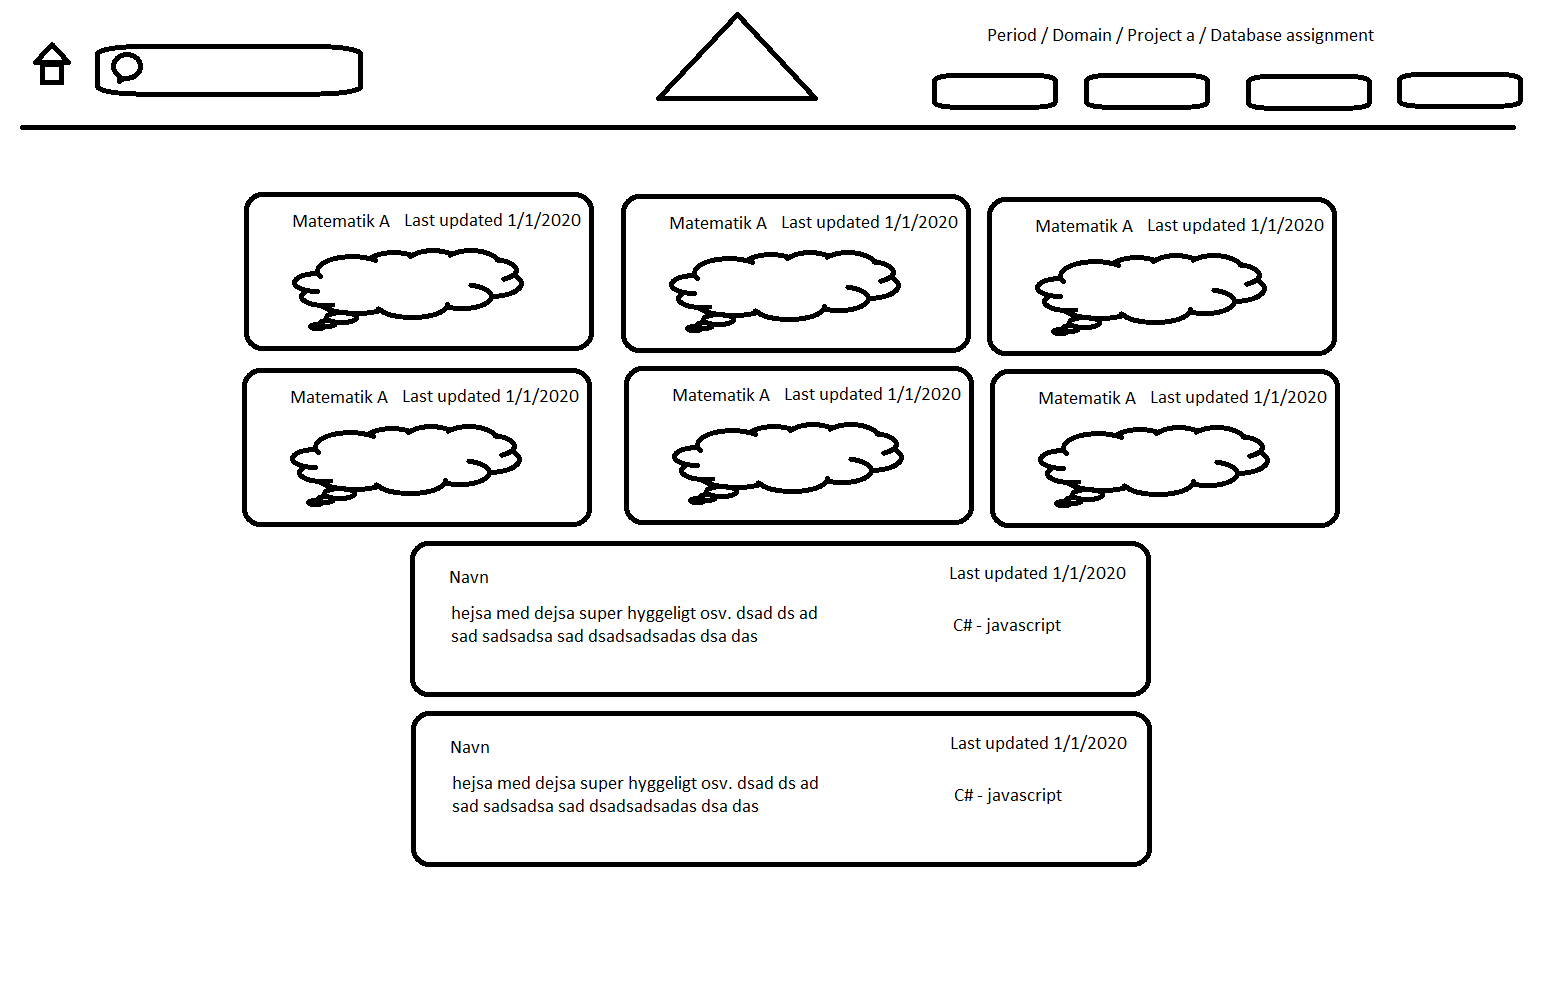 Period / Domain / Project a / Database assignment
Matematik A Last updated 1/1/2020
Matematik A Last updated 1/1/2020
Matematik A Last updated 1/1/2020
Matematik A Last updated 1/1/2020
Matematik A Last updated 1/1/2020
Matematik A Last updated 1/1/2020
Navn
Last updated 1/1/2020
hejsa med dejsa super hyggeligt osv. dsad ds ad
sad sadsadsa sad dsadsadsadas dsa das
C# - javascript
Navn
Last updated 1/1/2020
hejsa med dejsa super hyggeligt osv. dsad ds ad
sad sadsadsa sad dsadsadsadas dsa das
C# - javascript